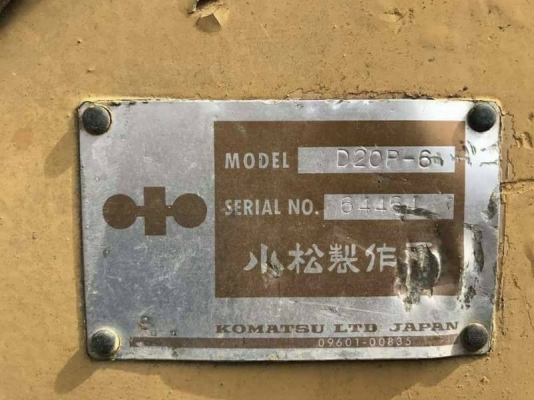 MODEL D20P-6
SERIAL NO.
小松製作
KOMATSU LTD JAPAN
09601-00835